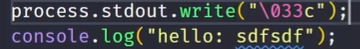 process.stdout.write("\033c");
console.log("hello: sdfsdf");